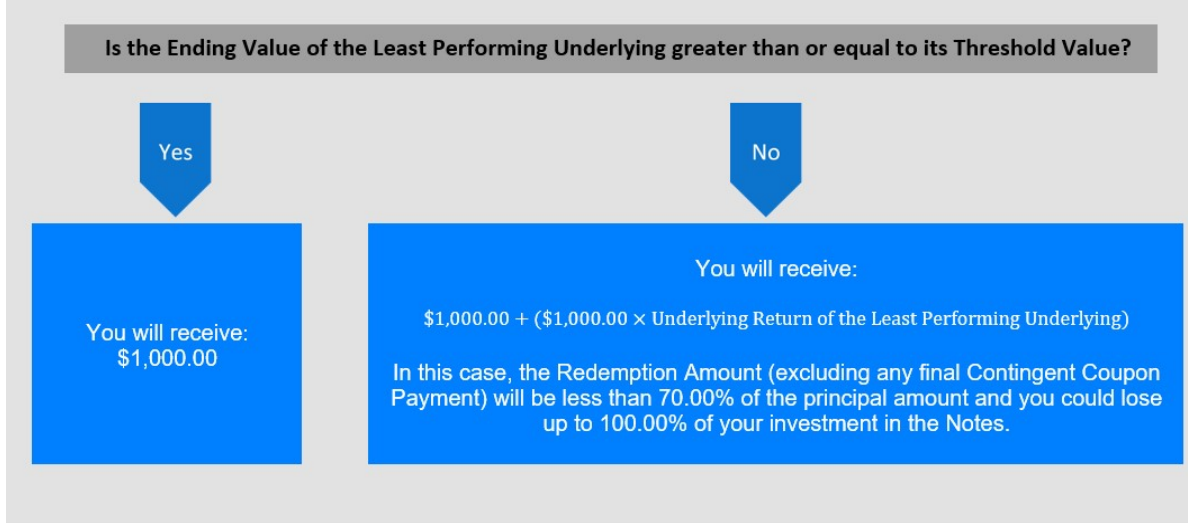 Is the Ending Value of the Least Performing Underlying greater than or equal to its Threshold Value?
Yes
No
You will receive:
$1,000.00
You will receive:
$1,000.00 + ($1,000.00 × Underlying Return of the Least Performing Underlying)
In this case, the Redemption Amount (excluding any final Contingent Coupon
Payment) will be less than 70.00% of the principal amount and you could lose
up to 100.00% of your investment in the Notes.